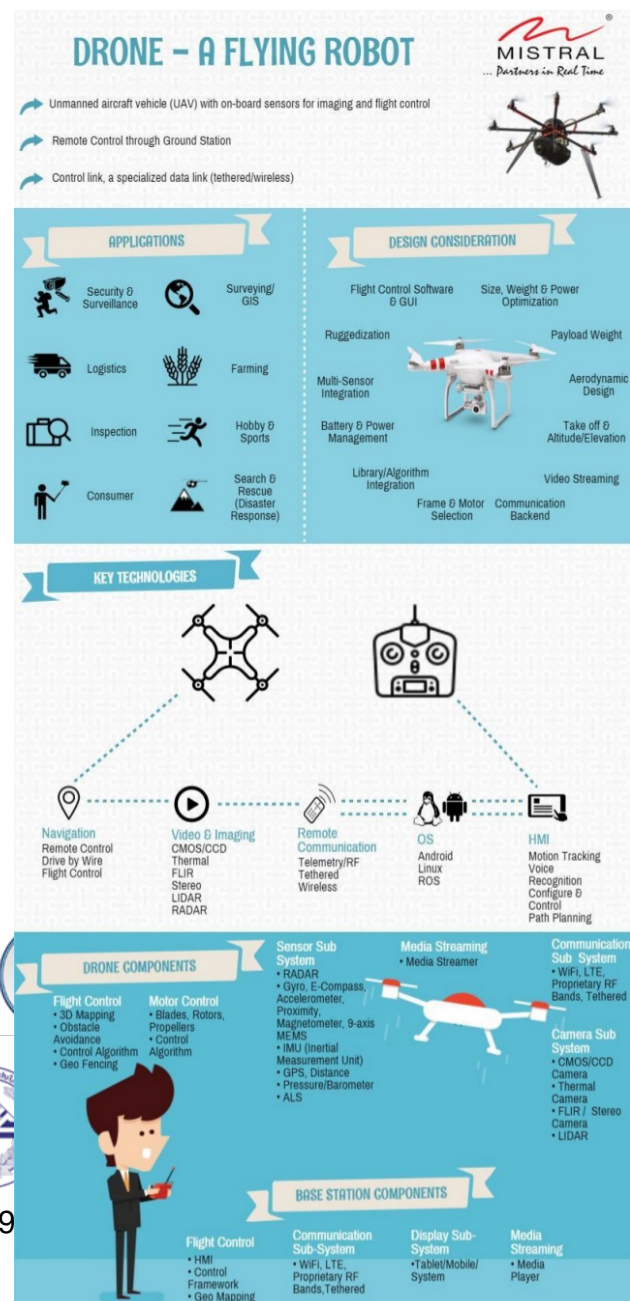 DRONE – A FLYING ROBOT
®
MISTRAL
... Partners in Real Time
Unmanned aircraft vehicle (UAV) with on-board sensors for imaging and flight control
Remote Control through Ground Station
Control link, a specialized data link (tethered/wireless)
APPLICATIONS
Security &
Surveillance
Surveying/
GIS
Logistics
Farming
Inspection
Hobby &
Sports
Consumer
Search &
Rescue
(Disaster
Response)
DESIGN CONSIDERATION
Flight Control Software
& GUI
Size, Weight & Power
Optimization
Ruggedization
Payload Weight
Multi-Sensor
Integration
Aerodynamic
Design
Battery & Power
Management
Take off &
Altitude/Elevation
Library/Algorithm
Integration
Video Streaming
Frame & Motor
Selection
Communication
Backend
KEY TECHNOLOGIES
Navigation
Remote Control
Drive by Wire
Flight Control
Video & Imaging
CMOS/CCD
Thermal
FLIR
Stereo
LIDAR
RADAR
Remote
Communication
Telemetry/RF
Tethered
Wireless
OS
Android
Linux
ROS
HMI
Motion Tracking
Voice
Recognition
Configure &
Control
Path Planning
DRONE COMPONENTS
Flight Control
• 3D Mapping
• Obstacle
Avoidance
• Control Algorithm
• Geo Fencing
Motor Control
• Blades, Rotors,
Propellers
• Control
Algorithm
Sensor Sub
System
• RADAR
• Gyro, E-Compass,
Accelerometer,
Proximity,
Magnetometer, 9-axis
MEMS
• IMU (Inertial
Measurement Unit)
• GPS, Distance
• Pressure/Barometer
• ALS
Media Streaming
• Media Streamer
Communication
Sub System
• WiFi, LTE,
Proprietary RF
Bands, Tethered
Camera Sub
System
• CMOS/CCD
Camera
• Thermal
Camera
• FLIR / Stereo
Camera
• LIDAR
9
BASE STATION COMPONENTS
Flight Control
• HMI
• Control
Framework
• Geo Mapping
Communication
Sub-System
• WiFi, LTE,
Proprietary RF
Bands,Tethered
Display Sub-
System
•Tablet/Mobile/
System
Media
Streaming
• Media
Player